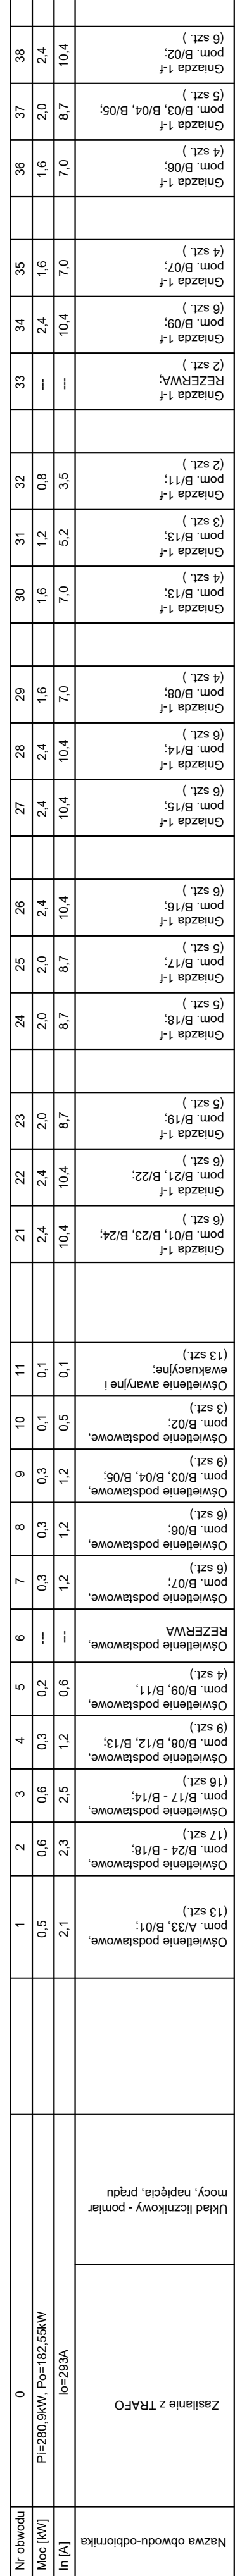 Nr obwodu
0
1
2
3
4
5
6
7
8
9
10
11
21
22
23
24
25
26
27
28
29
30
31
32
33
34
35
36
37
38
Moc [kW]
Pi=280,9kW, Po=182,55kW
0,5
0,6
0,6
0,3
0,2
---
0,3
0,3
0,3
0,1
0,1
2,4
2,4
2,0
2,0
2,0
2,4
2,4
2,4
1,6
1,6
1,2
0,8
---
2,4
1,6
1,6
2,0
2,4
In [A]
Io=293A
2,1
2,3
2,5
1,2
0,6
---
1,2
1,2
1,2
0,5
0,1
10,4
10,4
8,7
8,7
8,7
10,4
10,4
10,4
7,0
7,0
5,2
3,5
---
10,4
7,0
7,0
8,7
10,4
Nazwa obwodu-odbiornika
Zasilanie z TRAFO
Układ licznikowy - pomiar
mocy, napięcia, prądu
Oświetlenie podstawowe,
pom. A/33, B/01;
(13 szt.)
Oświetlenie podstawowe,
pom. B/24 - B/18;
(17 szt.)
Oświetlenie podstawowe,
pom. B/17 - B/14;
(16 szt.)
Oświetlenie podstawowe,
pom. B/08, B/12, B/13;
(9 szt.)
Oświetlenie podstawowe,
pom. B/09, B/11,
(4 szt.)
Oświetlenie podstawowe,
REZERWA
Oświetlenie podstawowe,
pom. B/07;
(6 szt.)
Oświetlenie podstawowe,
pom. B/06;
(6 szt.)
Oświetlenie podstawowe,
pom. B/03, B/04, B/05;
(9 szt.)
Oświetlenie podstawowe,
pom. B/02;
(3 szt.)
Oświetlenie awaryjne i
ewakuacyjne;
(13 szt.)
Gniazda 1-f
pom. B/01, B/23, B/24;
(6 szt. )
Gniazda 1-f
pom. B/21, B/22;
(6 szt. )
Gniazda 1-f
pom. B/19;
(5 szt. )
Gniazda 1-f
pom. B/18;
(5 szt. )
Gniazda 1-f
pom. B/17;
(5 szt. )
Gniazda 1-f
pom. B/16;
(6 szt. )
Gniazda 1-f
pom. B/15;
(6 szt. )
Gniazda 1-f
pom. B/14;
(6 szt. )
Gniazda 1-f
pom. B/08;
(4 szt. )
Gniazda 1-f
pom. B/13;
(4 szt. )
Gniazda 1-f
pom. B/13;
(3 szt. )
Gniazda 1-f
pom. B/11;
(2 szt. )
Gniazda 1-f
REZERWA;
(2 szt. )
Gniazda 1-f
pom. B/09;
(6 szt. )
Gniazda 1-f
pom. B/07;
(4 szt. )
Gniazda 1-f
pom. B/06;
(4 szt. )
Gniazda 1-f
pom. B/03, B/04, B/05;
(5 szt. )
Gniazda 1-f
pom. B/02;
(6 szt. )